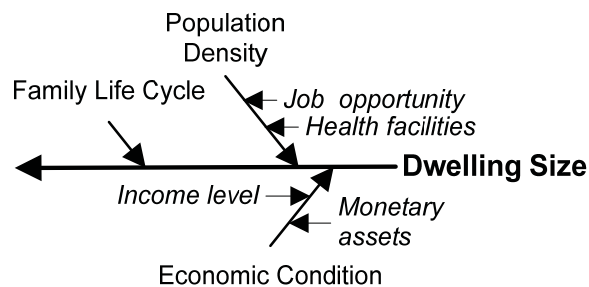 Population
Density
Family Life Cycle
Job opportunity
Health facilities
Dwelling Size
Income level
Monetary
assets
Economic Condition